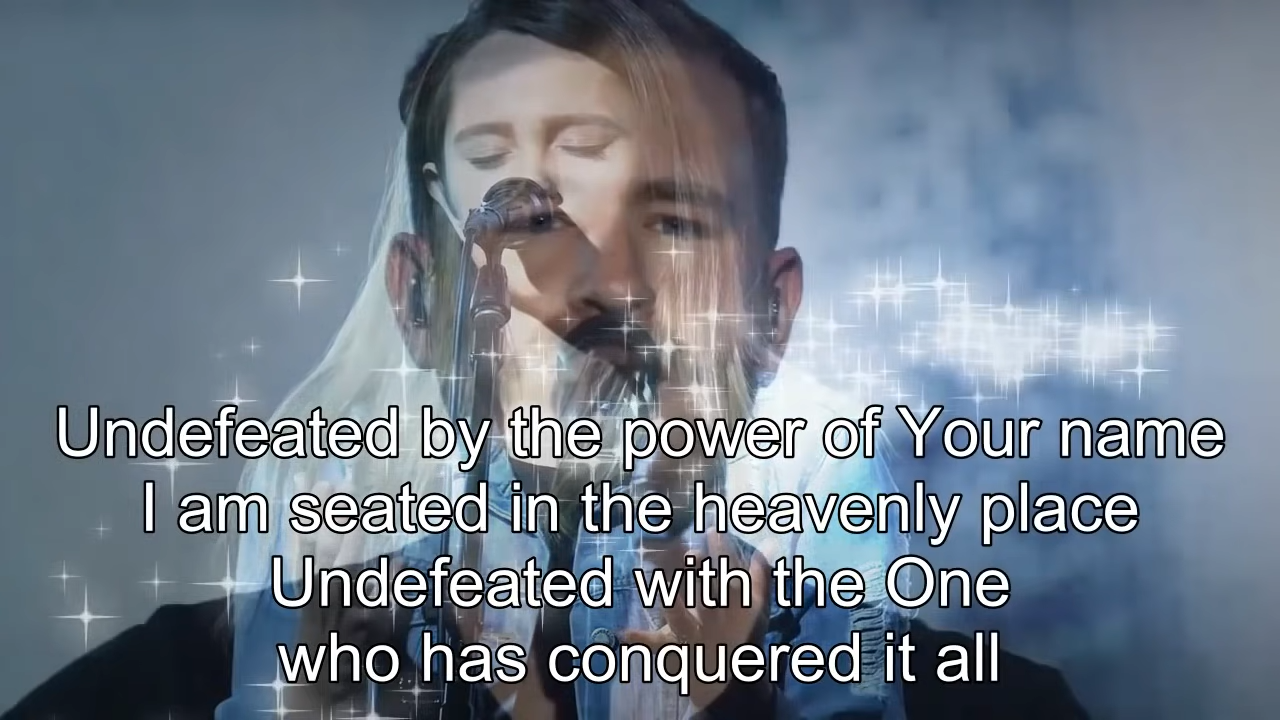 Undefeated by the power of Your name
I am seated in the heavenly place
Undefeated with the One
who has conquered it all